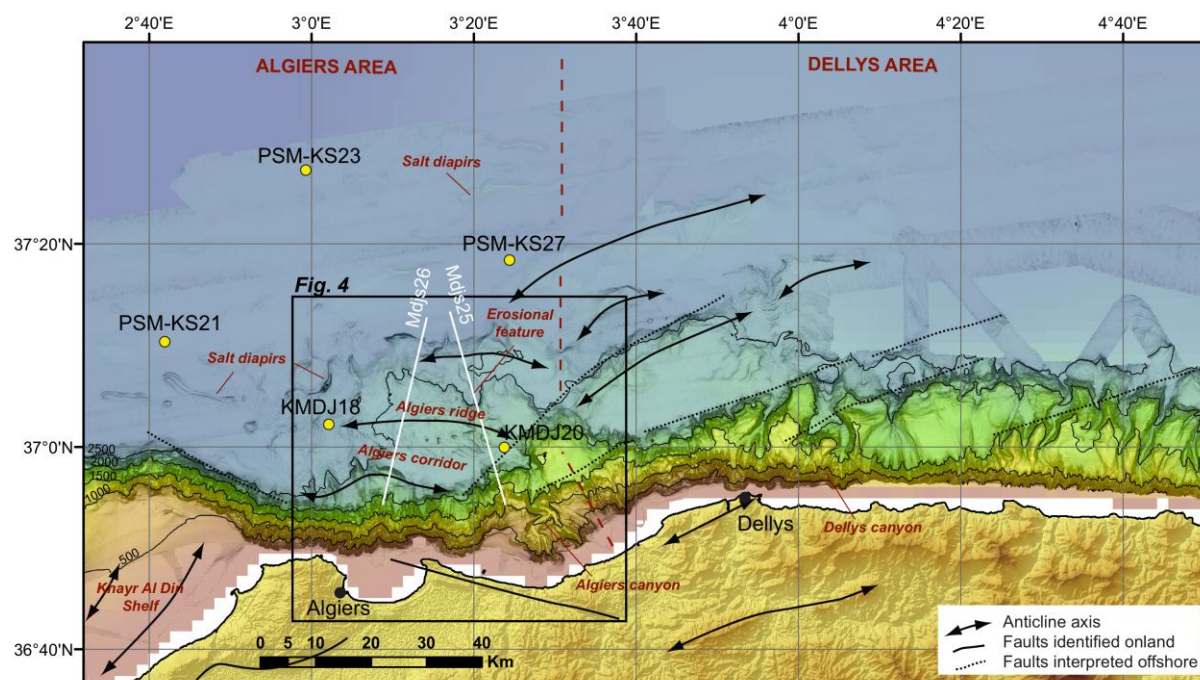 2°40'E
3°0'E
3°20'E
3°40'E
4°0'E
4°20'E
4°40'E
ALGIERS AREA
DELLYS AREA
PSM-KS23
Salt diapirs
37°20'N
PSM-KS27
Fig. 4
Mdjs26
Mdjs25
Erosional
feature
PSM-KS21
Salt diapirs
KMDJ18
Algiers ridge
KMDJ20
37°0'N
Algiers corridor
2500
2000
1500
1000
500
Dellys
Dellys canyon
Khayr Al Din
Shelf
Algiers canyon
Algiers
36°40'N
0 5 10 20 30 40
Km
Anticline axis
Faults identified onland
Faults interpreted offshore